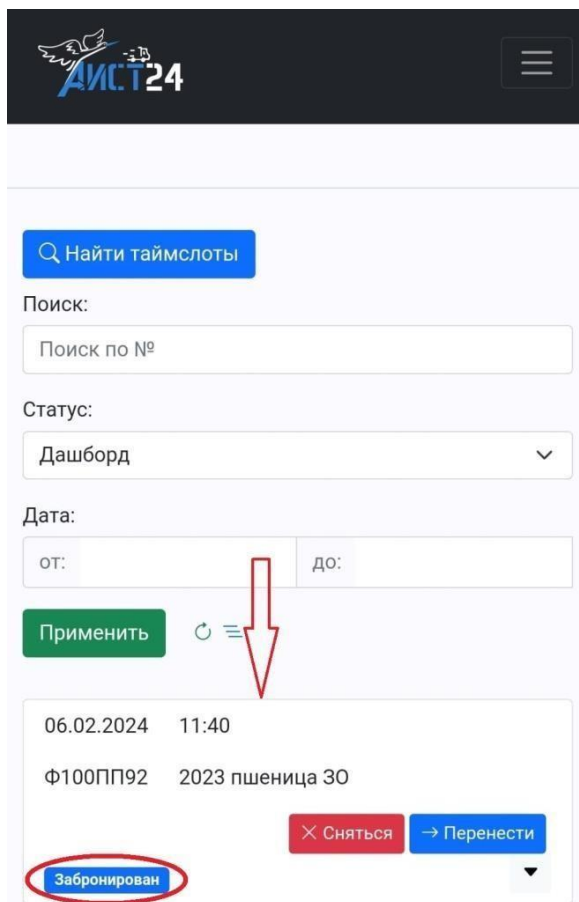 АИСТ24
Найти таймслоты
Поиск:
Поиск по №
Статус:
Дашборд
Дата:
от: до:
Применить
06.02.2024 11:40
Ф100ПП92 2023 пшеница ЗО
Сняться Перенести
Забронирован